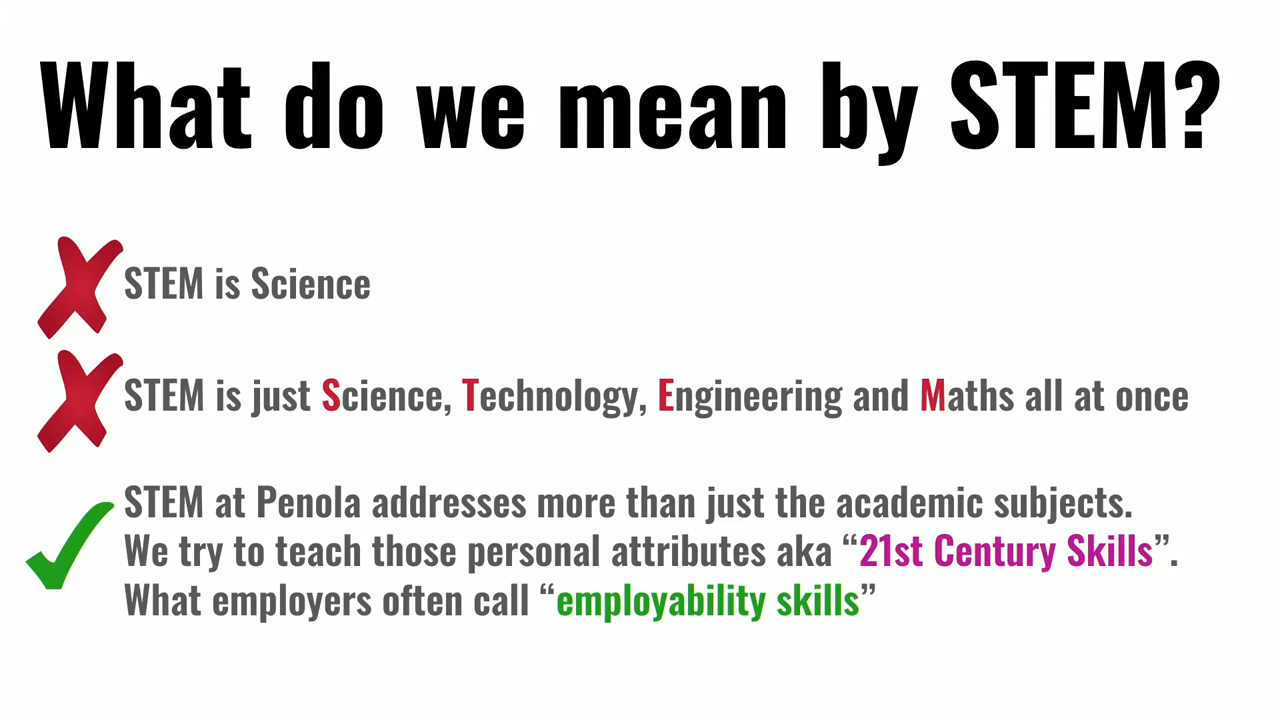 What do we mean by STEM?
STEM is Science
STEM is just Science, Technology, Engineering and Maths all at once
STEM at Penola addresses more than just the academic subjects.
We try to teach those personal attributes aka “21st Century Skills”.
What employers often call “employability skills”